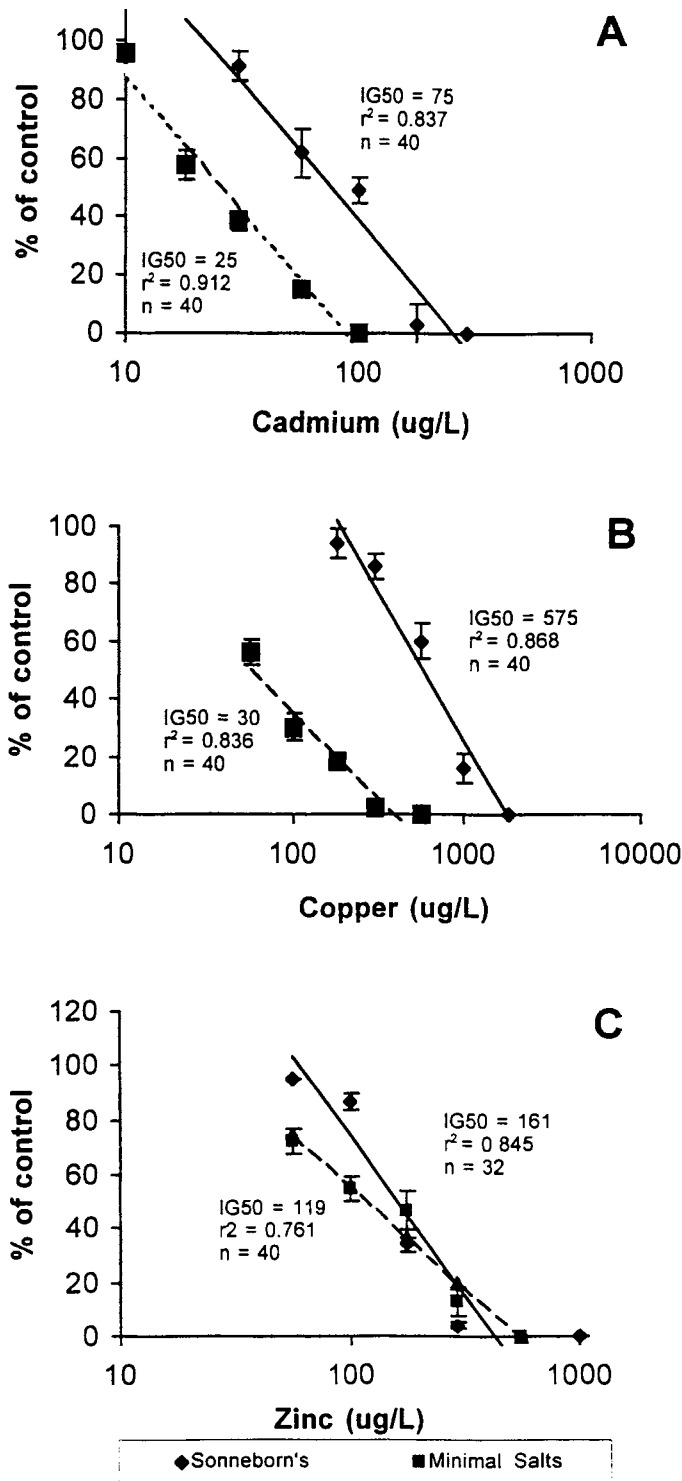 A
100
80
60
40
20
0
% of control
IG50 = 75
r² = 0.837
n = 40
IG50 = 25
r² = 0.912
n = 40
10 100 1000
Cadmium (ug/L)
B
100
80
60
40
20
0
% of control
IG50 = 575
r² = 0.868
n = 40
IG50 = 30
r² = 0.836
n = 40
10 100 1000 10000
Copper (ug/L)
C
120
100
80
60
40
20
0
% of control
IG50 = 161
r² = 0 845
n = 32
IG50 = 119
r2 = 0.761
n = 40
10 100 1000
Zinc (ug/L)
Sonneborn's Minimal Salts